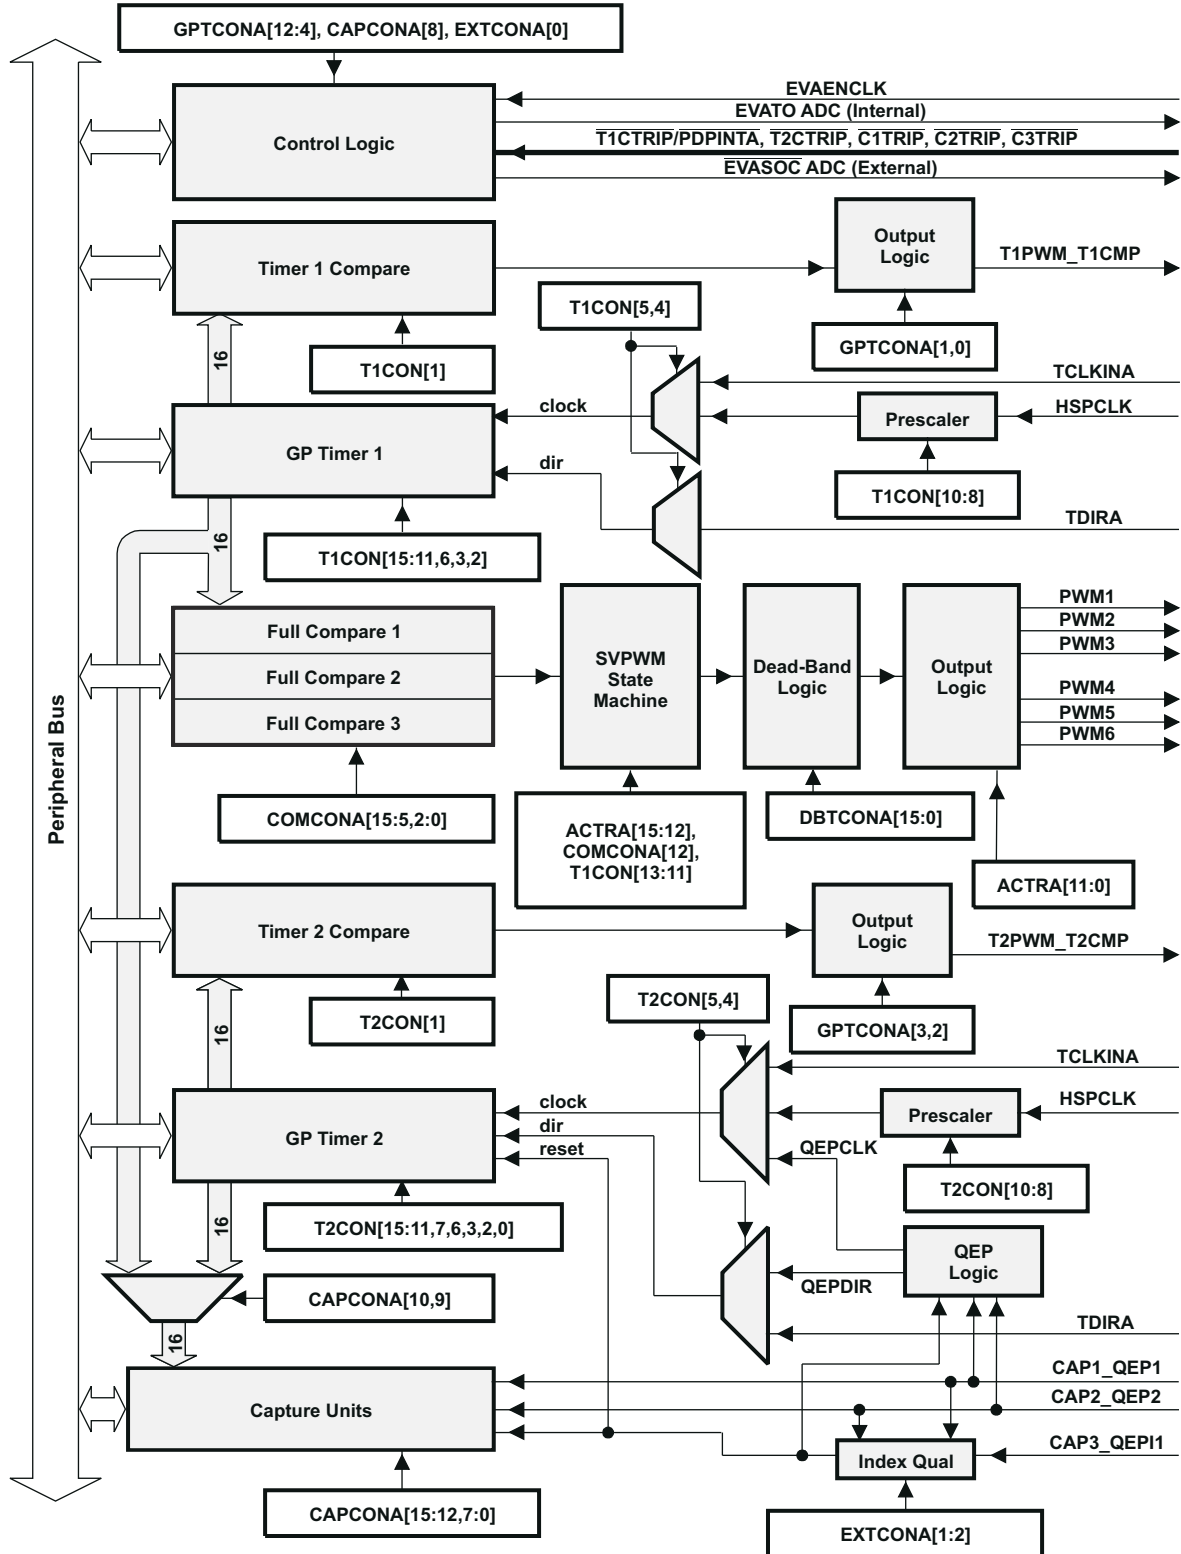 GPTCONA[12:4], CAPCONA[8], EXTCONA[0]
Control Logic
EVAENCLK
EVATO ADC (Internal)
T1CTRIP/PDPINTA, T2CTRIP, C1TRIP, C2TRIP, C3TRIP
EVASOC ADC (External)
Timer 1 Compare
Output
Logic
T1PWM_T1CMP
T1CON[5,4]
GPTCONA[1,0]
16
T1CON[1]
TCLKINA
clock
HSPCLK
Prescaler
GP Timer 1
dir
T1CON[10:8]
TDIRA
16
T1CON[15:11,6,3,2]
Full Compare 1
Full Compare 2
Full Compare 3
SVPWM
State
Machine
Dead-Band
Logic
Output
Logic
PWM1
PWM2
PWM3
PWM4
PWM5
PWM6
Peripheral Bus
COMCONA[15:5,2:0]
ACTRA[15:12],
COMCONA[12],
T1CON[13:11]
DBTCONA[15:0]
ACTRA[11:0]
Timer 2 Compare
Output
Logic
T2PWM_T2CMP
T2CON[5,4]
T2CON[1]
GPTCONA[3,2]
16
TCLKINA
clock
HSPCLK
Prescaler
GP Timer 2
dir
reset
QEPCLK
T2CON[10:8]
16
T2CON[15:11,7,6,3,2,0]
QEP
Logic
QEPDIR
CAPCONA[10,9]
TDIRA
16
CAP1_QEP1
CAP2_QEP2
Capture Units
CAP3_QEPI1
Index Qual
CAPCONA[15:12,7:0]
EXTCONA[1:2]